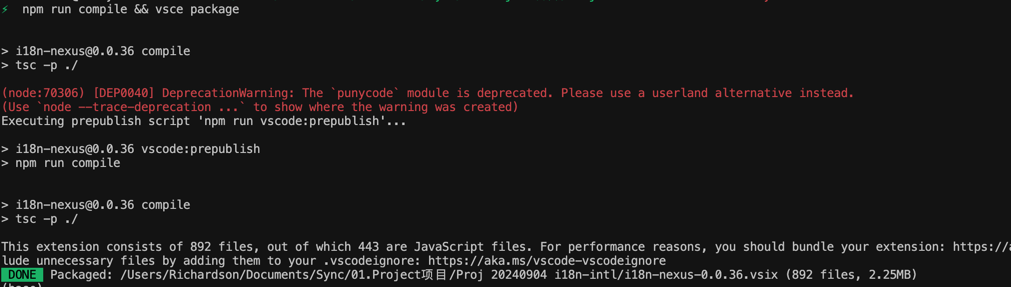 ⚡ npm run compile && vsce package
> i18n-nexus@0.0.36 compile
> tsc -p ./
(node:70306) [DEP0040] DeprecationWarning: The `punycode` module is deprecated. Please use a userland alternative instead.
(Use `node --trace-deprecation ...` to show where the warning was created)
Executing prepublish script 'npm run vscode:prepublish'...
> i18n-nexus@0.0.36 vscode:prepublish
> npm run compile
> i18n-nexus@0.0.36 compile
> tsc -p ./
This extension consists of 892 files, out of which 443 are JavaScript files. For performance reasons, you should bundle your extension: https://a
lude unnecessary files by adding them to your .vscodeignore: https://aka.ms/vscode-vscodeignore
DONE Packaged: /Users/Richardson/Documents/Sync/01.Project项目/Proj 20240904 i18n-intl/i18n-nexus-0.0.36.vsix (892 files, 2.25MB)